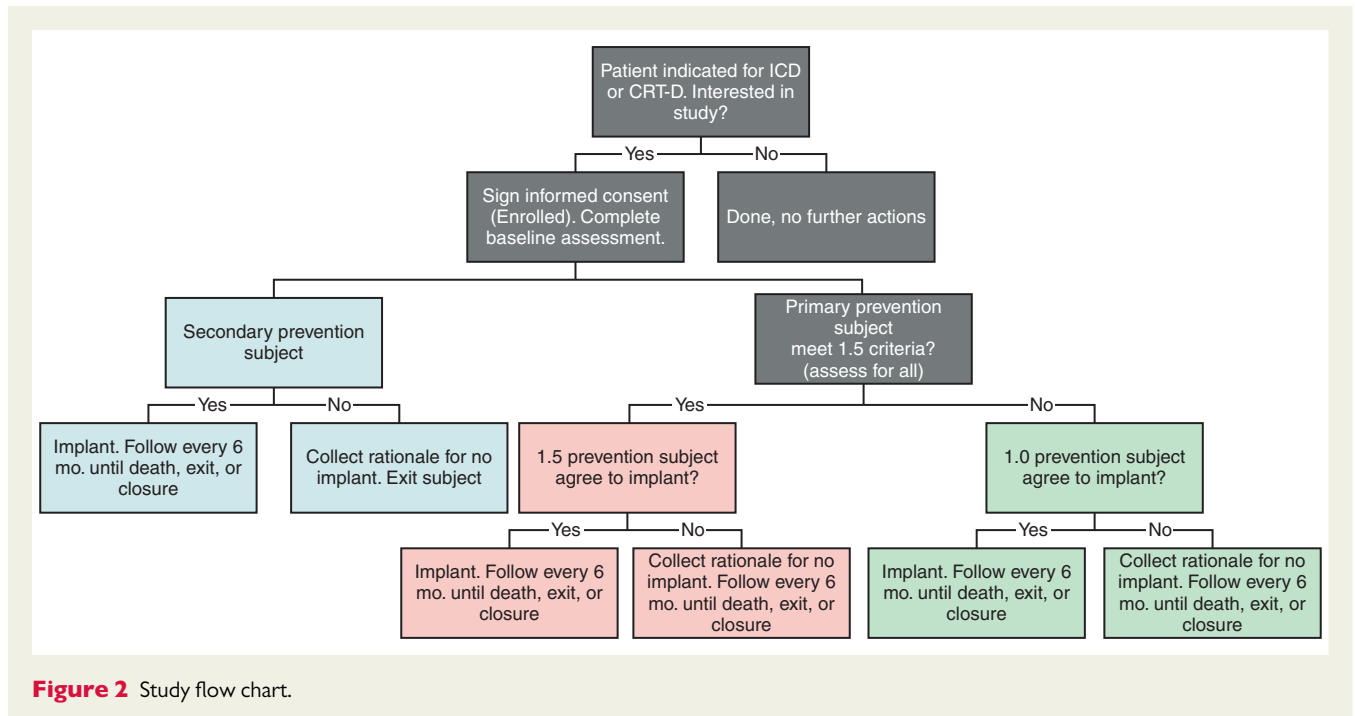 Patient indicated for ICD
or CRT-D. Interested in
study?
Yes
No
Sign informed consent
(Enrolled). Complete
baseline assessment.
Done, no further actions
Secondary prevention
subject
Primary prevention
subject
meet 1.5 criteria?
(assess for all)
Yes
No
Yes
No
Implant. Follow every 6
mo. until death, exit, or
closure
Collect rationale for no
implant. Exit subject
1.5 prevention subject
agree to implant?
1.0 prevention subject
agree to implant?
Yes
No
Yes
No
Implant. Follow every 6
mo. until death, exit, or
closure
Collect rationale for no
implant. Follow every 6
mo. until death, exit, or
closure
Implant. Follow every 6
mo. until death, exit, or
closure
Collect rationale for no
implant. Follow every 6
mo. until death, exit, or
closure
Figure 2 Study flow chart.